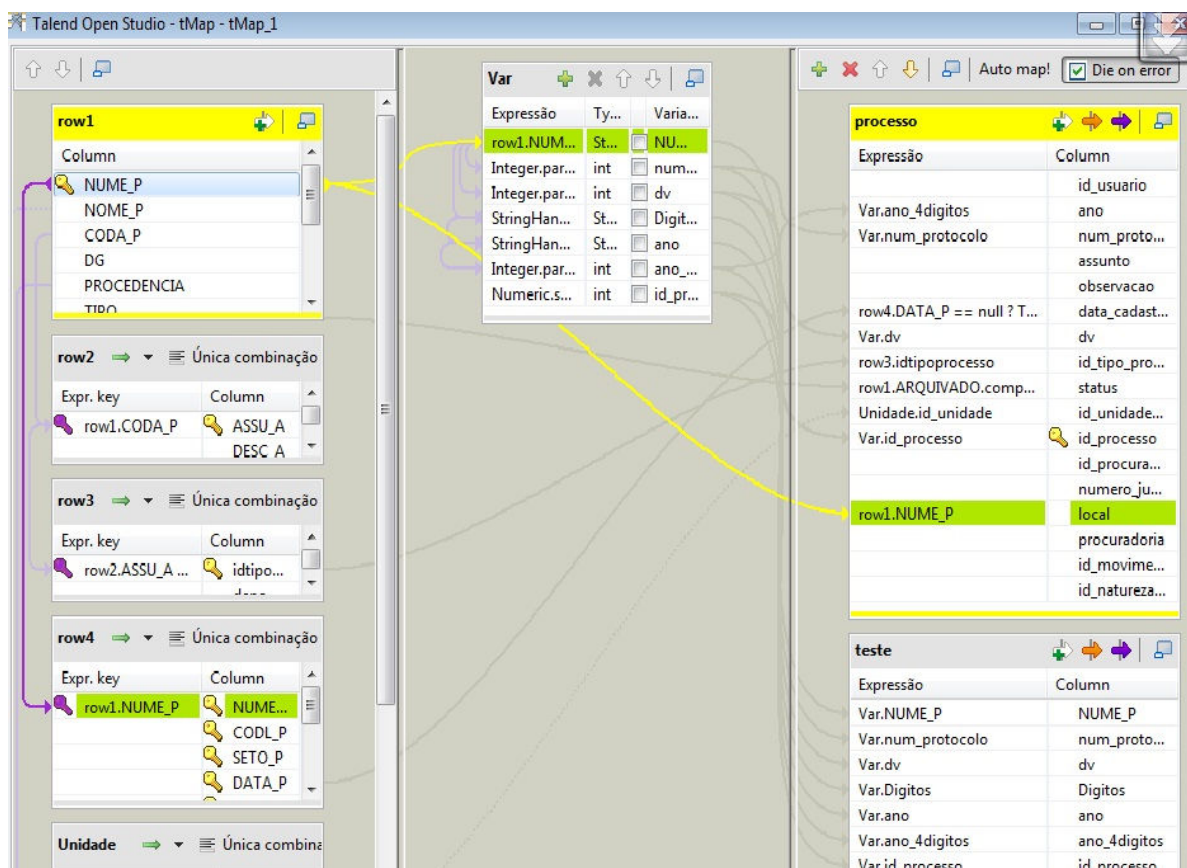 Talend Open Studio - tMap - tMap_1
row1
Column
NUME_P
NOME_P
CODA_P
DG
PROCEDENCIA
TIPO
row2 Única combinação
Expr. key Column
row1.CODA_P ASSU_A
DESC_A
row3 Única combinação
Expr. key Column
row2.ASSU_A ... idtipo...
row4 Única combinação
Expr. key Column
row1.NUME_P NUME...
CODL_P
SETO_P
DATA_P
Unidade Única combina
Var
Expressão Ty... Varia...
row1.NUM... St... NU...
Integer.par... int num...
Integer.par... int dv
StringHan... St... Digit...
StringHan... St... ano
Integer.par... int ano_...
Numeric.s... int id_pr...
Auto map! Die on error
processo
Expressão Column
id_usuario
Var.ano_4digitos ano
Var.num_protocolo num_proto...
assunto
observacao
row4.DATA_P == null ? T... data_cadast...
Var.dv dv
row3.idtipoprocesso id_tipo_pro...
row1.ARQUIVADO.comp... status
Unidade.id_unidade id_unidade...
Var.id_processo id_processo
id_procura...
numero_ju...
row1.NUME_P local
procuradoria
id_movime...
id_natureza...
teste
Expressão Column
Var.NUME_P NUME_P
Var.num_protocolo num_proto...
Var.dv dv
Var.Digitos Digitos
Var.ano ano
Var.ano_4digitos ano_4digitos
Var.id_processo id_processo